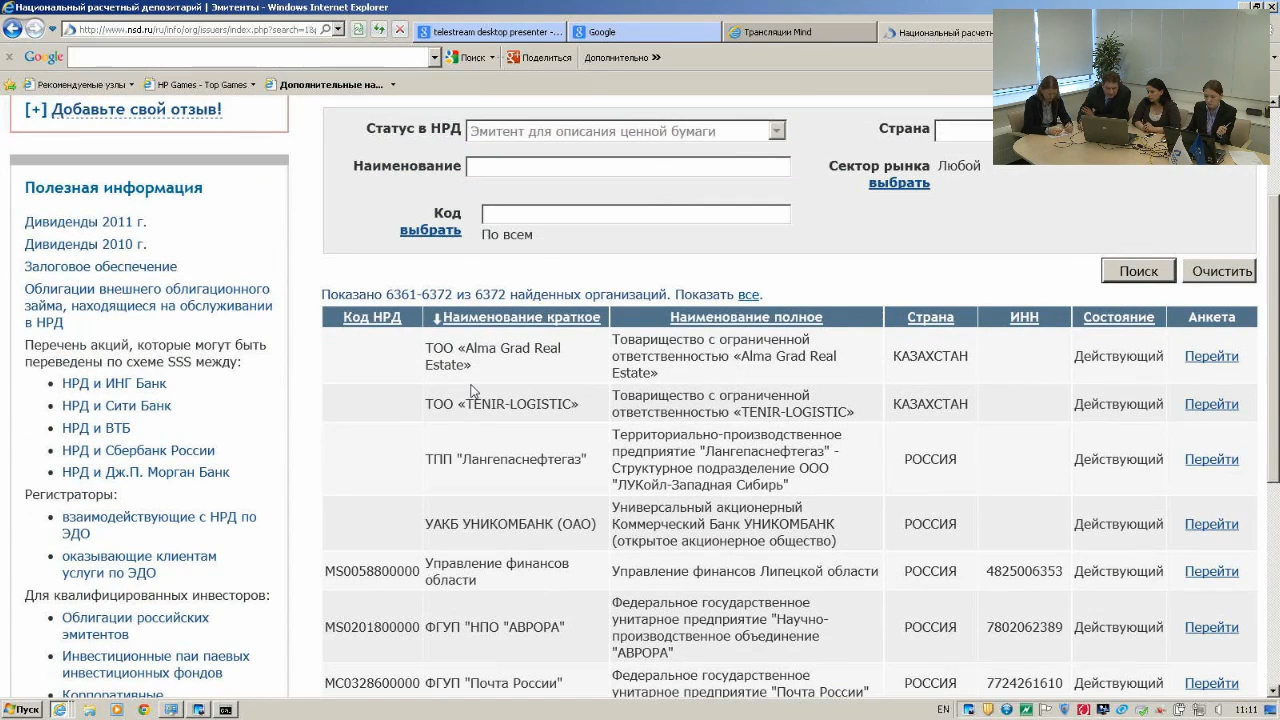 Национальный расчетный депозитарий | Эмитенты - Windows Internet Explorer
http://www.nsd.ru/ru/info/org/issuers/index.php?search=1&
telestream desktop presenter -...
Google
Трансляции Mind
Национальный расчетн
Google
Поиск
Поделиться
Дополнительно »
Рекомендуемые узлы
HP Games - Top Games
Дополнительные на...
[+] Добавьте свой отзыв!
Полезная информация
Дивиденды 2011 г.
Дивиденды 2010 г.
Залоговое обеспечение
Облигации внешнего облигационного
займа, находящиеся на обслуживании
в НРД
Перечень акций, которые могут быть
переведены по схеме SSS между:
НРД и ИНГ Банк
НРД и Сити Банк
НРД и ВТБ
НРД и Сбербанк России
НРД и Дж.П. Морган Банк
Регистраторы:
взаимодействующие с НРД по
ЭДО
оказывающие клиентам
услуги по ЭДО
Для квалифицированных инвесторов:
Облигации российских
эмитентов
Инвестиционные паи паевых
инвестиционных фондов
Корпоративные
Статус в НРД
Эмитент для описания ценной бумаги
Страна
Наименование
Сектор рынка Любой
выбрать
Код
выбрать
По всем
Поиск
Очистить
Показано 6361-6372 из 6372 найденных организаций. Показать все.
Код НРД Наименование краткое Наименование полное Страна ИНН Состояние Анкета
ТОО «Alma Grad Real
Estate»
Товарищество с ограниченной
ответственностью «Alma Grad Real
Estate»
КАЗАХСТАН Действующий Перейти
ТОО «TENIR-LOGISTIC»
Товарищество с ограниченной
ответственностью «TENIR-LOGISTIC»
КАЗАХСТАН Действующий Перейти
ТПП "Лангепаснефтегаз"
Территориально-производственное
предприятие "Лангепаснефтегаз" -
Структурное подразделение ООО
"ЛУКойл-Западная Сибирь"
РОССИЯ Действующий Перейти
УАКБ УНИКОМБАНК (ОАО)
Универсальный акционерный
Коммерческий Банк УНИКОМБАНК
(открытое акционерное общество)
РОССИЯ Действующий Перейти
MS0058800000
Управление финансов
области
Управление финансов Липецкой области
РОССИЯ 4825006353 Действующий Перейти
MS0201800000
ФГУП "НПО "АВРОРА"
Федеральное государственное
унитарное предприятие "Научно-
производственное объединение
"АВРОРА"
РОССИЯ 7802062389 Действующий Перейти
MC0328600000
ФГУП "Почта России"
Федеральное государственное
унитарное предприятие "Почта России"
РОССИЯ 7724261610 Действующий Перейти
Пуск
EN
11:11